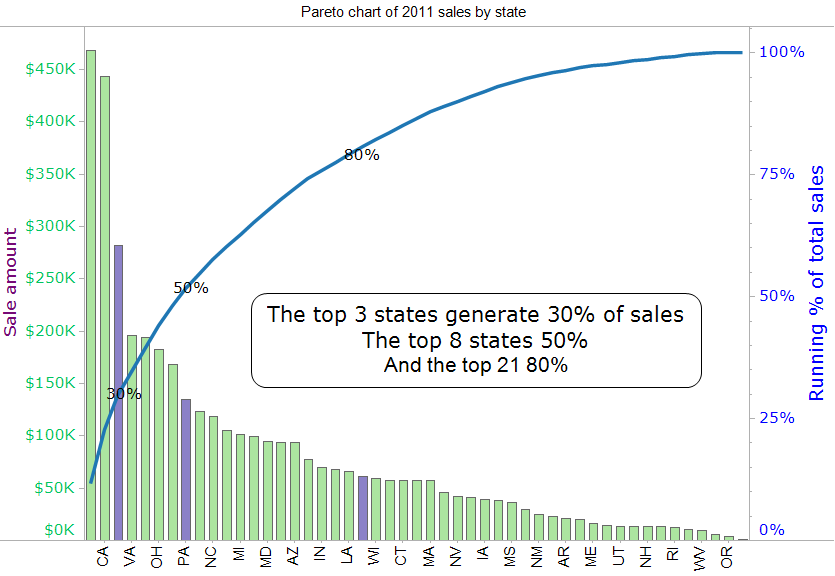 Pareto chart of 2011 sales by state
$450K
$400K
$350K
$300K
$250K
$200K
$150K
$100K
$50K
$0K
Sale amount
100%
75%
50%
25%
0%
Running % of total sales
80%
50%
30%
The top 3 states generate 30% of sales
The top 8 states 50%
And the top 21 80%
CA
VA
OH
PA
NC
MI
MD
AZ
IN
LA
WI
CT
MA
NV
IA
MS
NM
AR
ME
UT
NH
RI
WV
OR